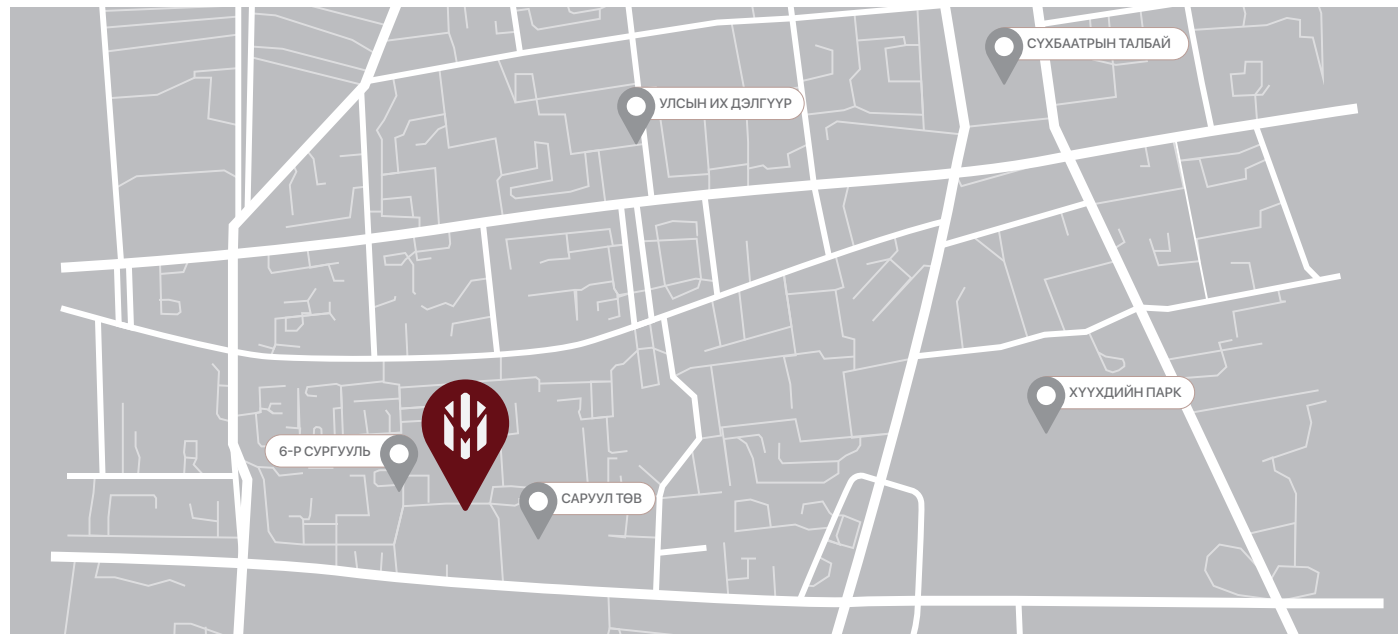 СҮХБААТРЫН ТАЛБАЙ
УЛСЫН ИХ ДЭЛГҮҮР
ХҮҮХДИЙН ПАРК
6-Р СУРГУУЛЬ
САРУУЛ ТӨВ